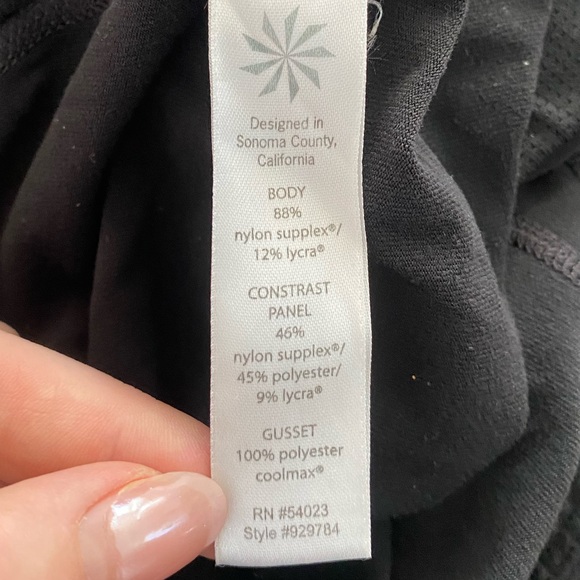 Designed in
Sonoma County,
California
BODY
88%
nylon supplex®/
12% lycra®
CONSTRAST
PANEL
46%
nylon supplex®/
45% polyester/
9% lycra®
GUSSET
100% polyester
coolmax®
RN #54023
Style #929784